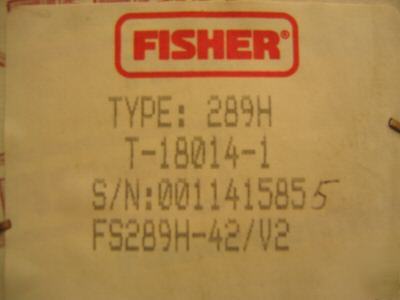 FISHER®
TYPE: 289H
T-18014-1
S/N:0011415855
FS289H-42/V2